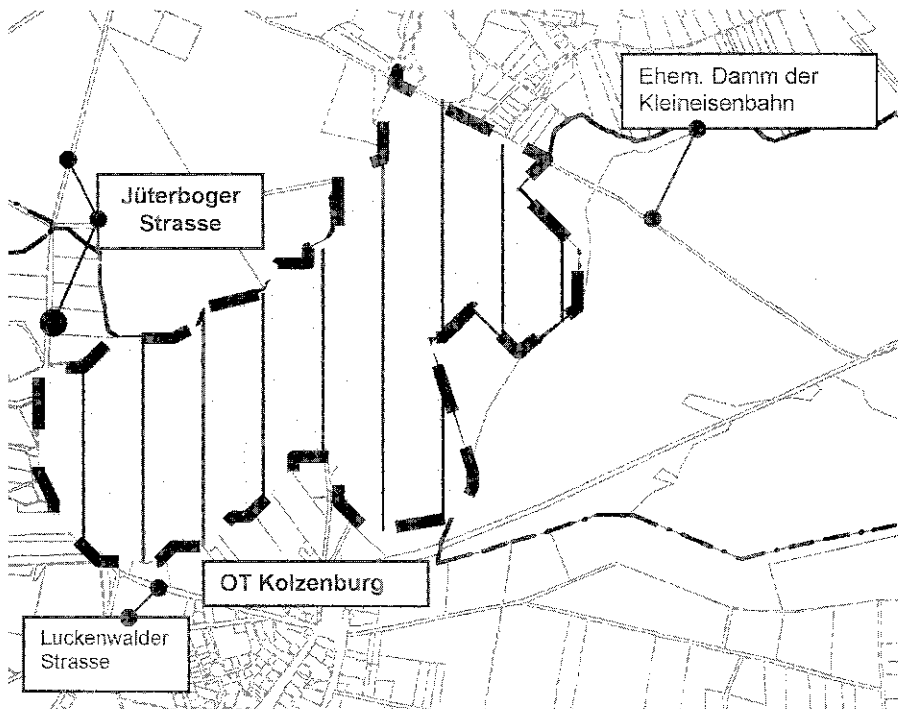 Ehem. Damm der
Kleineisenbahn
Jüterboger
Strasse
OT Kolzenburg
Luckenwalder
Strasse